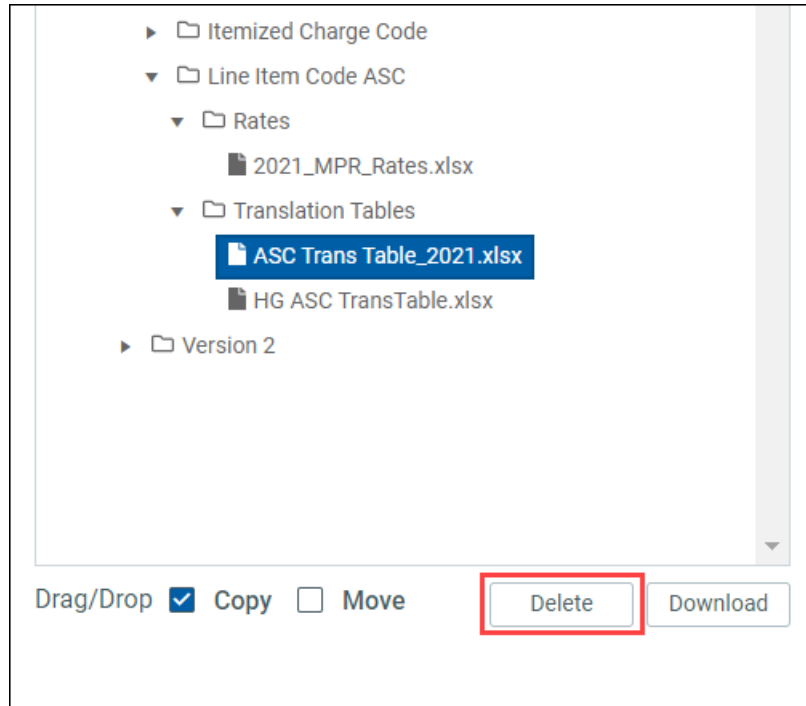 Itemized Charge Code
Line Item Code ASC
Rates
2021_MPR_Rates.xlsx
Translation Tables
ASC Trans Table_2021.xlsx
HG ASC TransTable.xlsx
Version 2
Drag/Drop Copy Move Delete Download